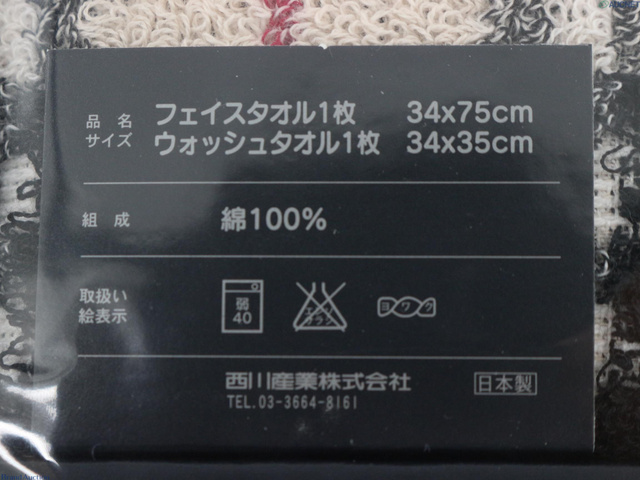 品名 フェイスタオル1枚 34x75cm
サイズ ウォッシュタオル1枚 34x35cm
組成 綿100%
取扱い
絵表示
弱
40
エンソ
サラシ
ヨワク
西川産業株式会社 日本製
TEL.03-3664-8161